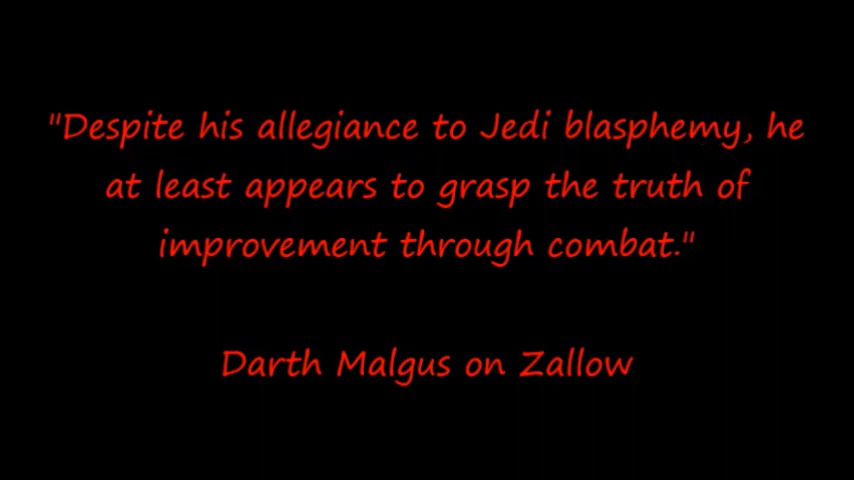 "Despite his allegiance to Jedi blasphemy, he
at least appears to grasp the truth of
improvement through combat."
Darth Malgus on Zallow